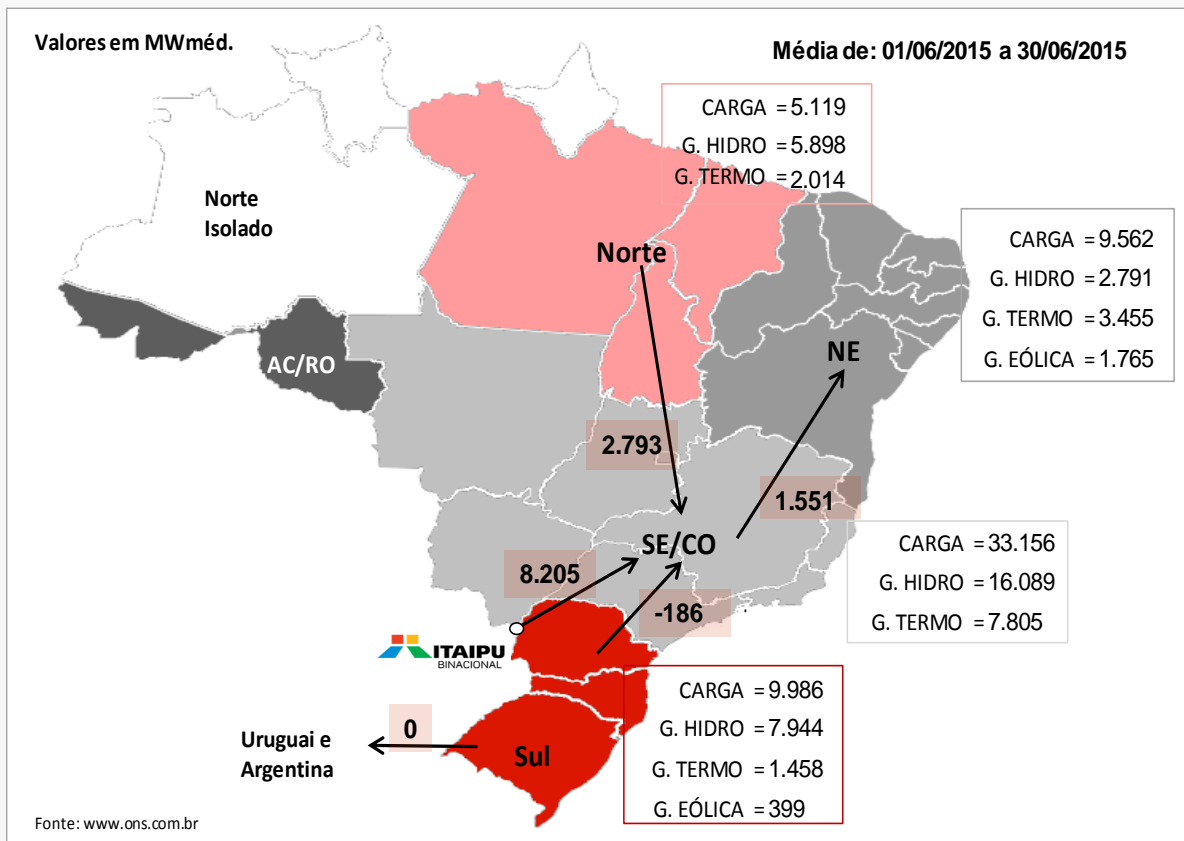 Valores em MWméd.
Média de: 01/06/2015 a 30/06/2015
CARGA = 5.119
G. HIDRO = 5.898
G. TERMO = 2.014
Norte
Isolado
Norte
CARGA = 9.562
G. HIDRO = 2.791
G. TERMO = 3.455
G. EÓLICA = 1.765
AC/RO
NE
2.793
1.551
SE/CO
CARGA = 33.156
G. HIDRO = 16.089
G. TERMO = 7.805
8.205
-186
ITAIPU
BINACIONAL
CARGA = 9.986
G. HIDRO = 7.944
G. TERMO = 1.458
G. EÓLICA = 399
0
Uruguai e
Argentina
Sul
Fonte: www.ons.com.br